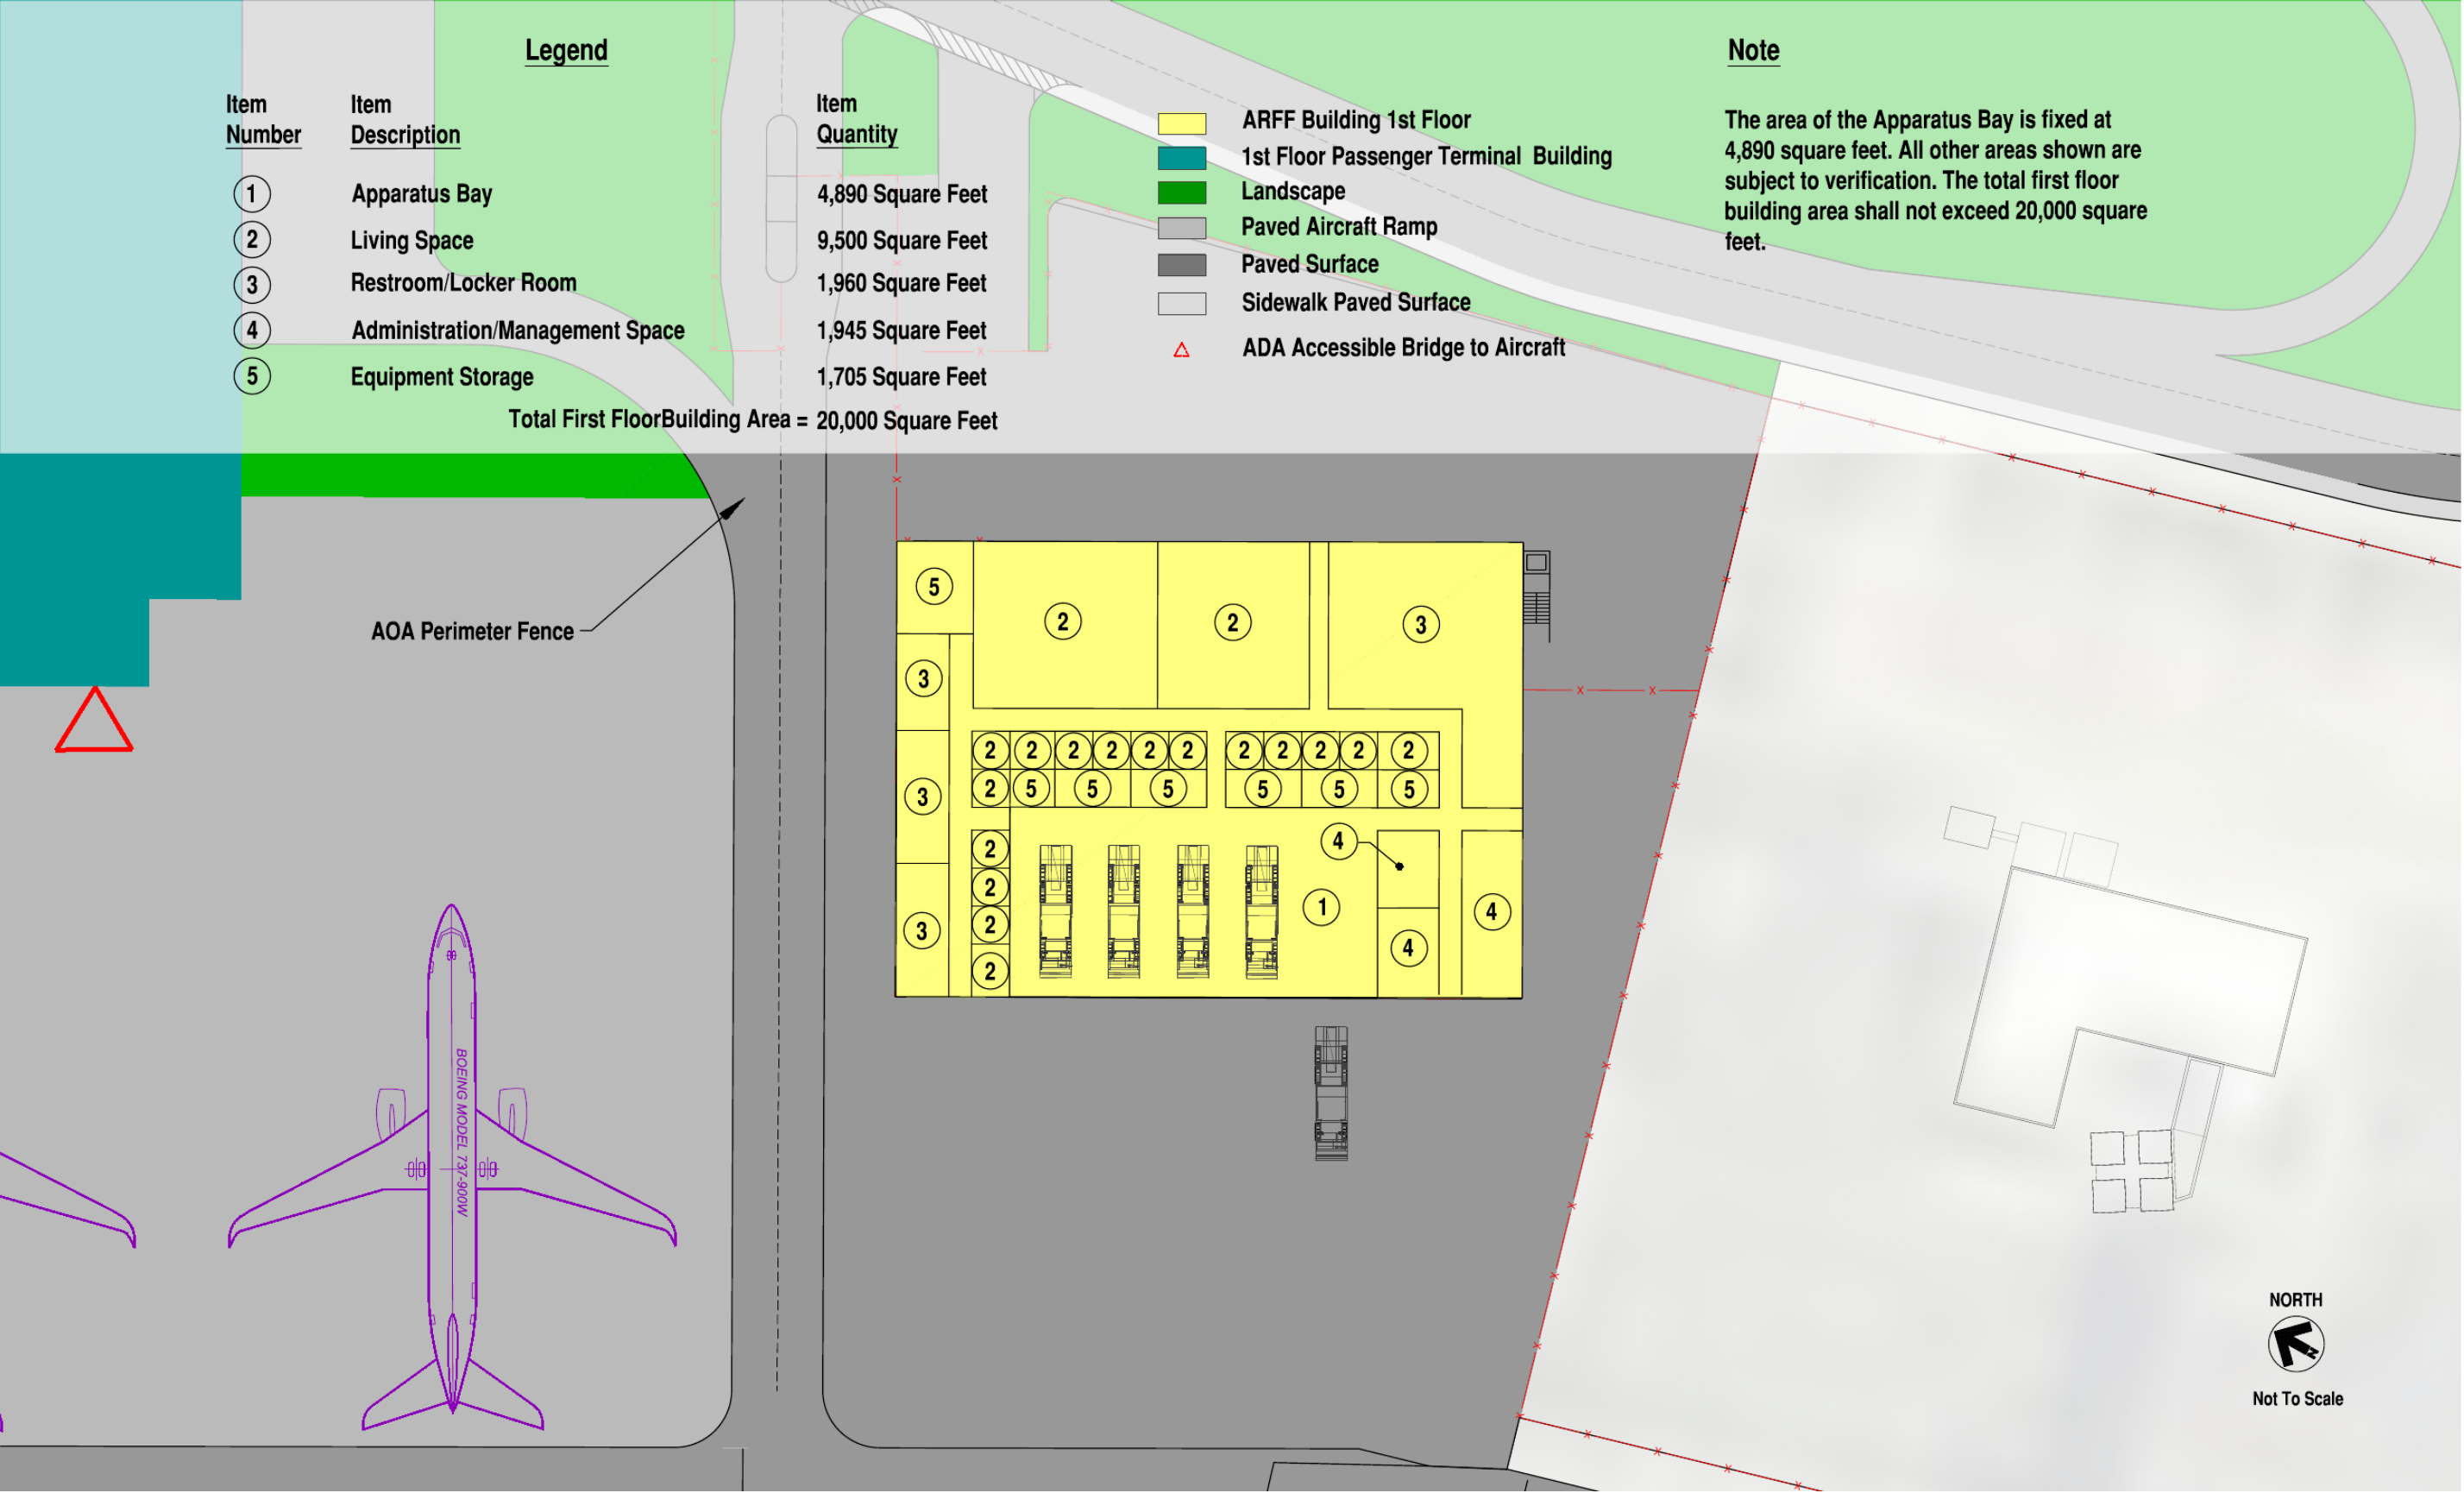 Legend
Item
Number
Item
Description
Item
Quantity
1 Apparatus Bay 4,890 Square Feet
2 Living Space 9,500 Square Feet
3 Restroom/Locker Room 1,960 Square Feet
4 Administration/Management Space 1,945 Square Feet
5 Equipment Storage 1,705 Square Feet
Total First FloorBuilding Area = 20,000 Square Feet
ARFF Building 1st Floor
1st Floor Passenger Terminal Building
Landscape
Paved Aircraft Ramp
Paved Surface
Sidewalk Paved Surface
ADA Accessible Bridge to Aircraft
Note
The area of the Apparatus Bay is fixed at
4,890 square feet. All other areas shown are
subject to verification. The total first floor
building area shall not exceed 20,000 square
feet.
AOA Perimeter Fence
5
2 2 3
3
2 2 2 2 2 2 2 2 2 2 2
3 2 5 5 5 5 5 5
2 4
2 1
3 2 4 4
2
BOEING MODEL 737-900W
NORTH
N
Not To Scale